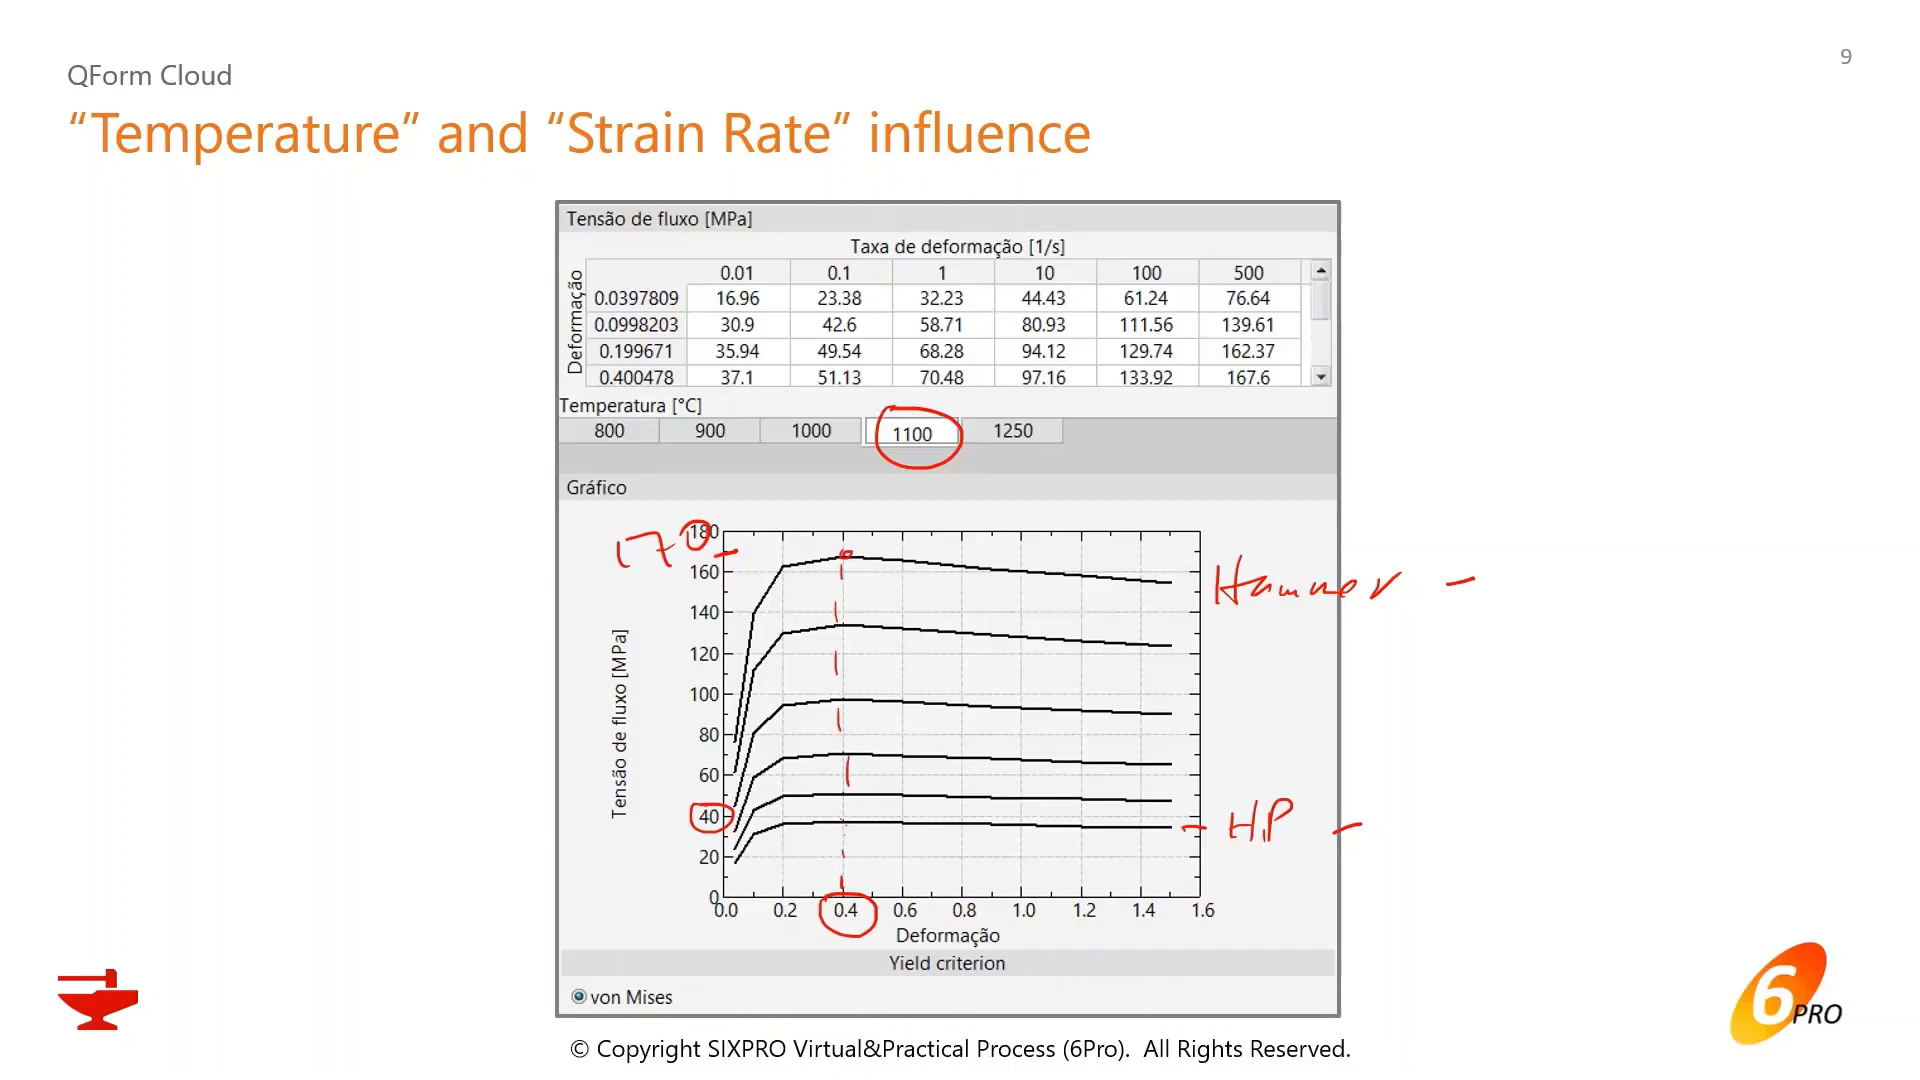 9
QForm Cloud
“Temperature” and “Strain Rate” influence
Tensão de fluxo [MPa]
Taxa de deformação [1/s]
Deformação
0.01 0.1 1 10 100 500
0.0397809 16.96 23.38 32.23 44.43 61.24 76.64
0.0998203 30.9 42.6 58.71 80.93 111.56 139.61
0.199671 35.94 49.54 68.28 94.12 129.74 162.37
0.400478 37.1 51.13 70.48 97.16 133.92 167.6
Temperatura [°C]
800 900 1000 1100 1250
Gráfico
170
180
160
Hammer -
140
120
100
80
60
40
- HP -
20
0
Tensão de fluxo [MPa]
0.0 0.2 0.4 0.6 0.8 1.0 1.2 1.4 1.6
Deformação
Yield criterion
von Mises
6PRO
© Copyright SIXPRO Virtual&Practical Process (6Pro). All Rights Reserved.